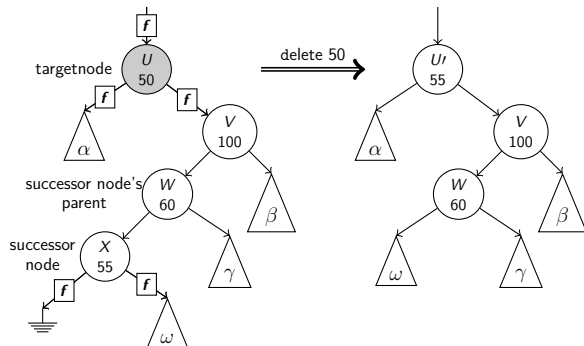 f
U
50
targetnode
f
f
α
V
100
successor node's
parent
W
60
β
successor
node
X
55
γ
f
f
ω
delete 50
U′
55
α
V
100
W
60
β
ω
γ